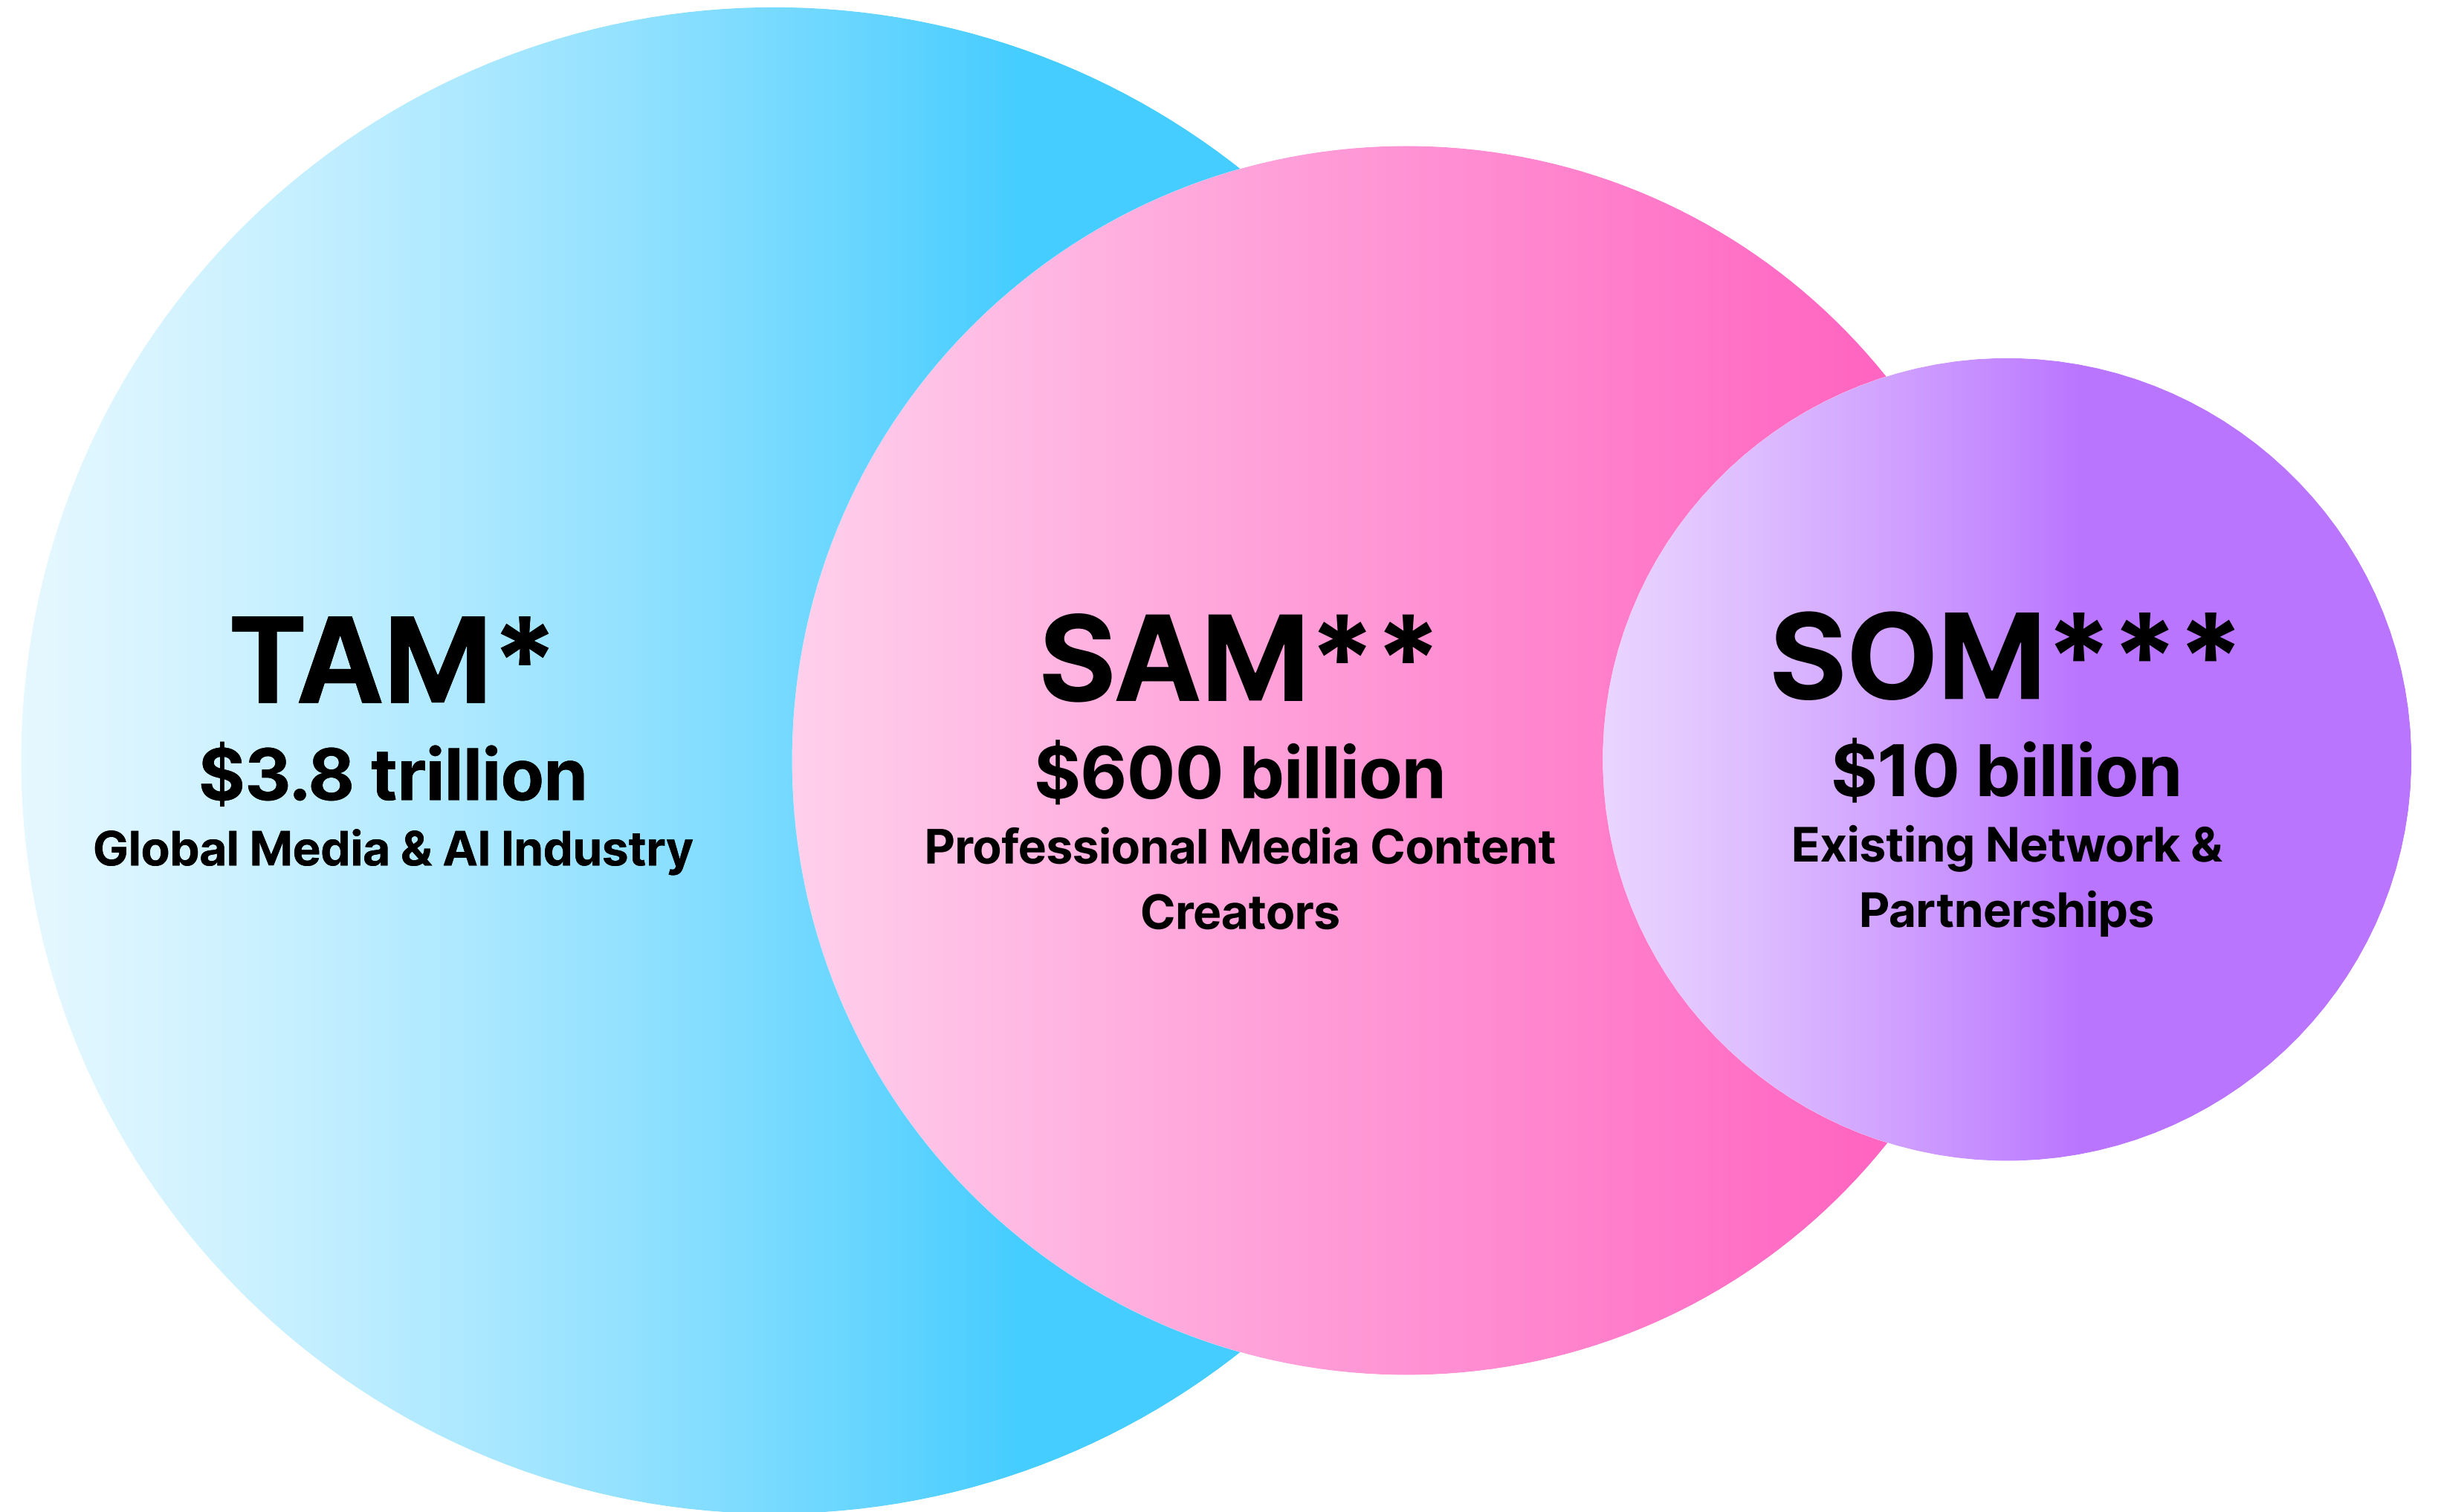 TAM*
$3.8 trillion
Global Media & AI Industry
SAM**
$600 billion
Professional Media Content
Creators
SOM***
$10 billion
Existing Network &
Partnerships